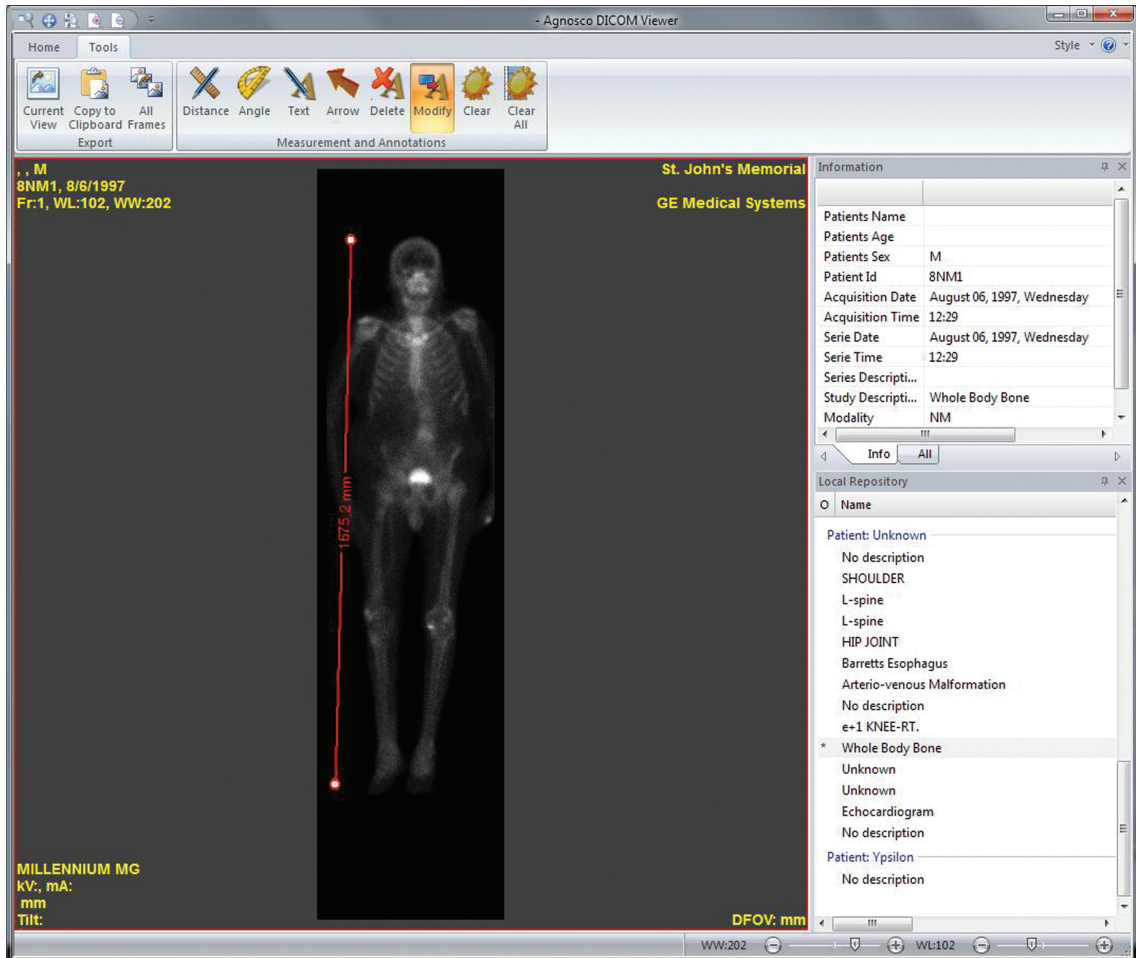 - Agnosco DICOM Viewer
Home Tools Style
Current View
Copy to Clipboard
All Frames
Distance
Angle
Text
Arrow
Delete
Modify
Clear
Clear All
Export
Measurement and Annotations
, , M
8NM1, 8/6/1997
Fr:1, WL:102, WW:202
St. John's Memorial
GE Medical Systems
1675.2 mm
MILLENNIUM MG
kV:, mA:
mm
Tilt:
DFOV: mm
Information
Patients Name
Patients Age
Patients Sex M
Patient Id 8NM1
Acquisition Date August 06, 1997, Wednesday
Acquisition Time 12:29
Serie Date August 06, 1997, Wednesday
Serie Time 12:29
Series Descripti...
Study Descripti... Whole Body Bone
Modality NM
Info All
Local Repository
O Name
Patient: Unknown
No description
SHOULDER
L-spine
L-spine
HIP JOINT
Barretts Esophagus
Arterio-venous Malformation
No description
e+1 KNEE-RT.
* Whole Body Bone
Unknown
Unknown
Echocardiogram
No description
Patient: Ypsilon
No description
WW:202 WL:102